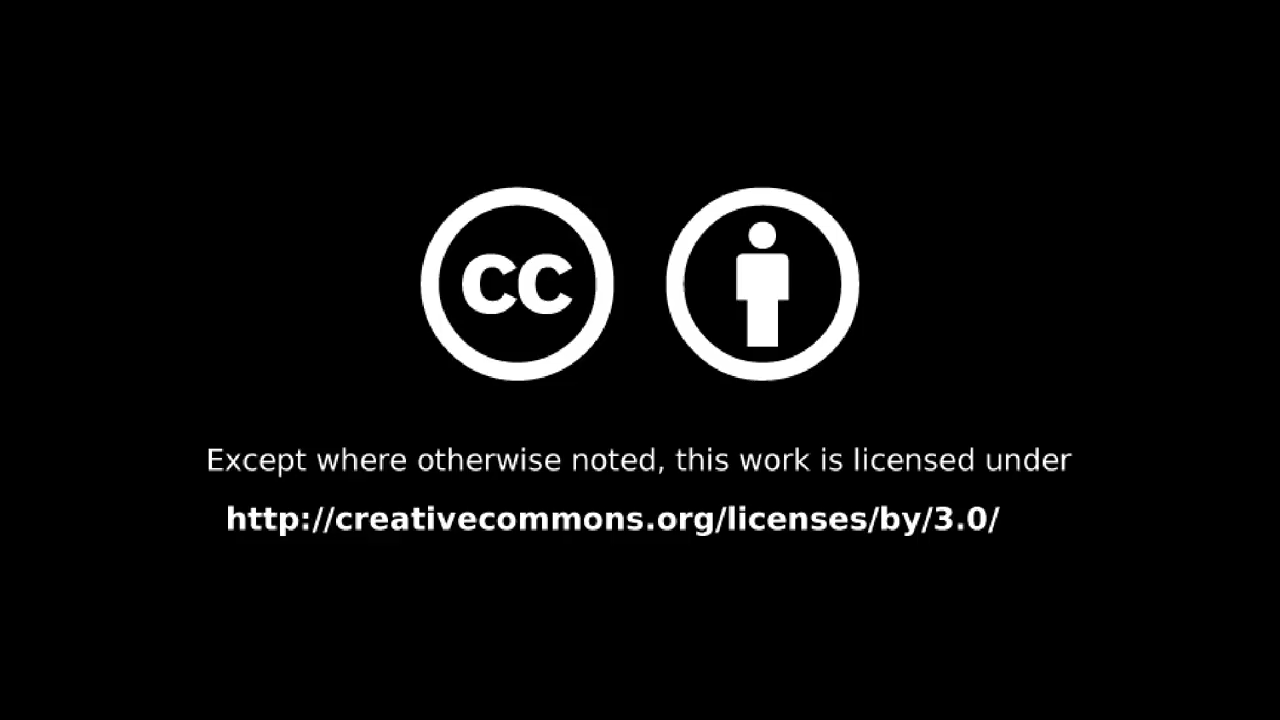 cc
Except where otherwise noted, this work is licensed under
http://creativecommons.org/licenses/by/3.0/